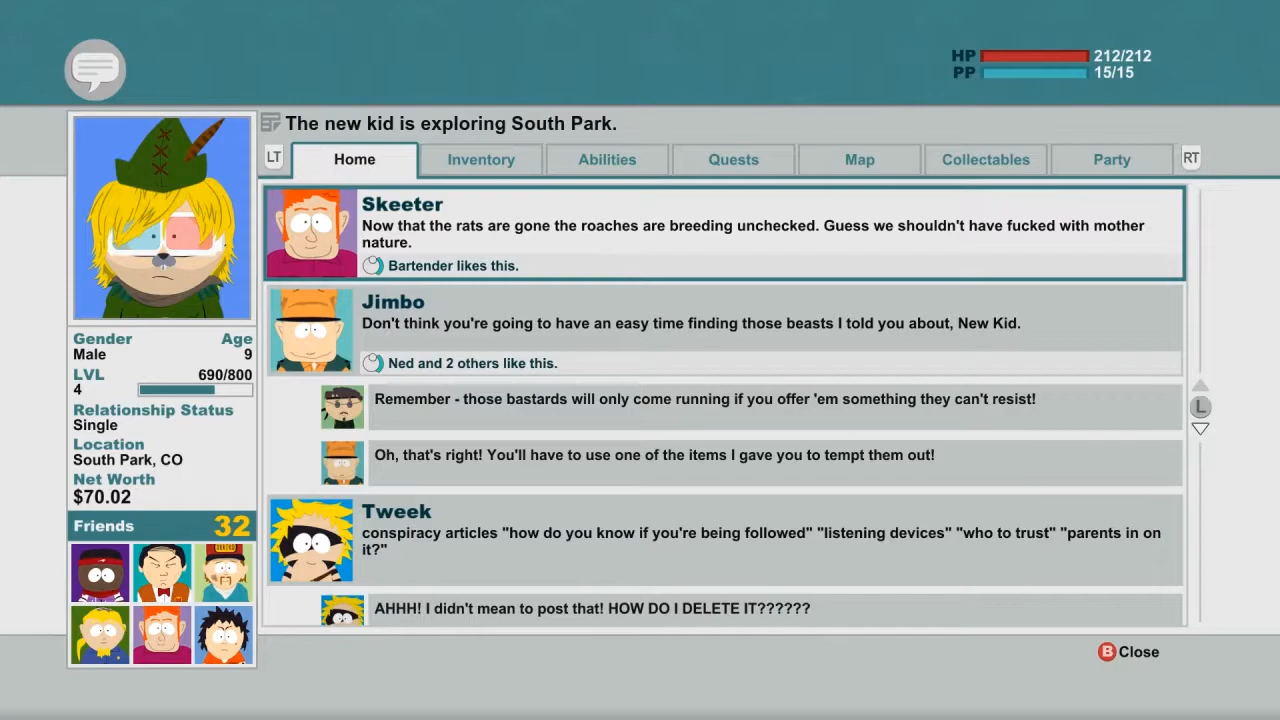 HP 212/212
PP 15/15
The new kid is exploring South Park.
LT Home Inventory Abilities Quests Map Collectables Party RT
Gender Age
Male 9
LVL 690/800
4
Relationship Status
Single
Location
South Park, CO
Net Worth
$70.02
Friends 32
Skeeter
Now that the rats are gone the roaches are breeding unchecked. Guess we shouldn't have fucked with mother
nature.
Bartender likes this.
Jimbo
Don't think you're going to have an easy time finding those beasts I told you about, New Kid.
Ned and 2 others like this.
Remember - those bastards will only come running if you offer 'em something they can't resist!
Oh, that's right! You'll have to use one of the items I gave you to tempt them out!
Tweek
conspiracy articles "how do you know if you're being followed" "listening devices" "who to trust" "parents in on
it?"
AHHH! I didn't mean to post that! HOW DO I DELETE IT??????
L
B Close